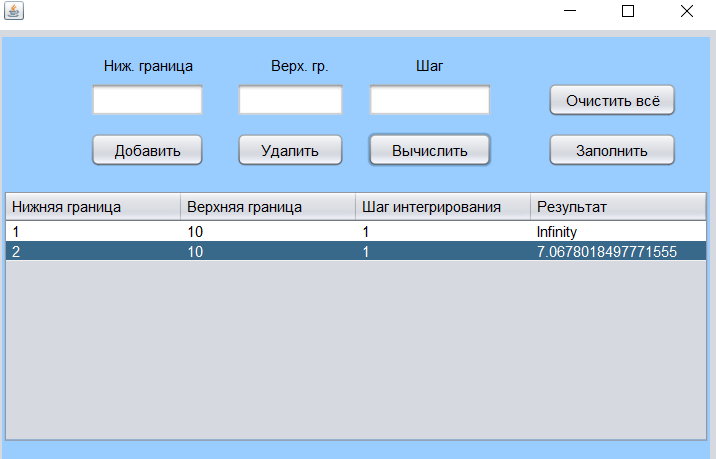 Ниж. граница Верх. гр. Шаг
Очистить всё
Добавить Удалить Вычислить Заполнить
Нижняя граница Верхняя граница Шаг интегрирования Результат
1 10 1 Infinity
2 10 1 7.0678018497771555